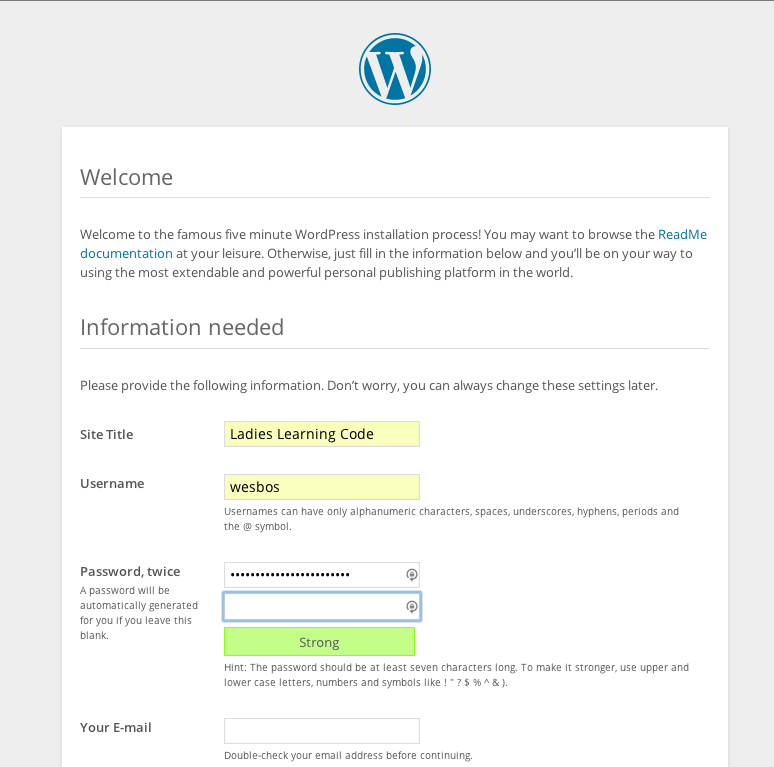 Welcome
Welcome to the famous five minute WordPress installation process! You may want to browse the ReadMe
documentation at your leisure. Otherwise, just fill in the information below and you'll be on your way to
using the most extendable and powerful personal publishing platform in the world.
Information needed
Please provide the following information. Don't worry, you can always change these settings later.
Site Title
Ladies Learning Code
Username
wesbos
Usernames can have only alphanumeric characters, spaces, underscores, hyphens, periods and
the @ symbol.
Password, twice
A password will be
automatically generated
for you if you leave this
blank.
••••••••••••••••••••••••
Strong
Hint: The password should be at least seven characters long. To make it stronger, use upper and
lower case letters, numbers and symbols like ! " ? $ % ^ & ).
Your E-mail
Double-check your email address before continuing.